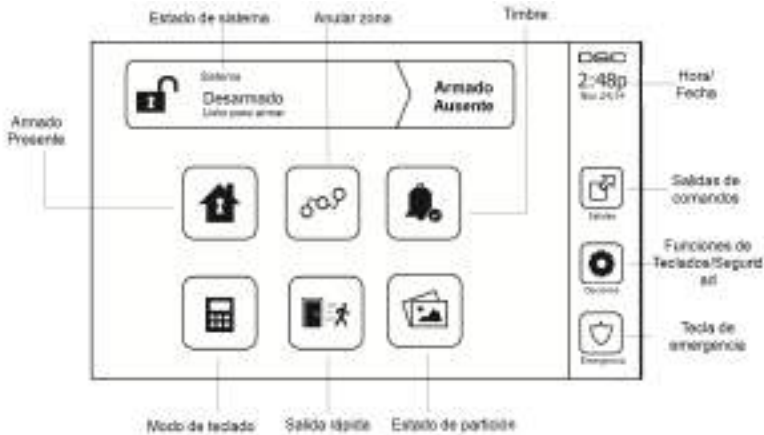 Estado de sistema
Anular zona
Timbre
Sistema
Desarmado
Listo para armar
Armado
Ausente
DSC
2:48p
Hora/
Fecha
Armado
Presente
Salidas de
comandos
Salidas
Funciones de
Teclados/Segurid
ad
Opciones
Tecla de
emergencia
Emergencia
Modo de teclado
Salida rápida
Estado de partición